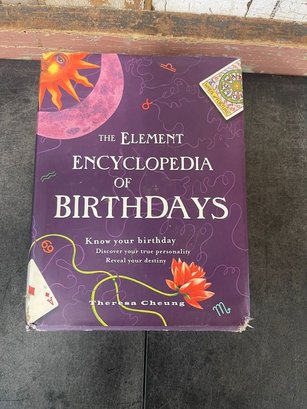 THE ELEMENT
ENCYCLOPEDIA
OF
BIRTHDAYS
Know your birthday
Discover your true personality
Reveal your destiny
Theresa Cheung